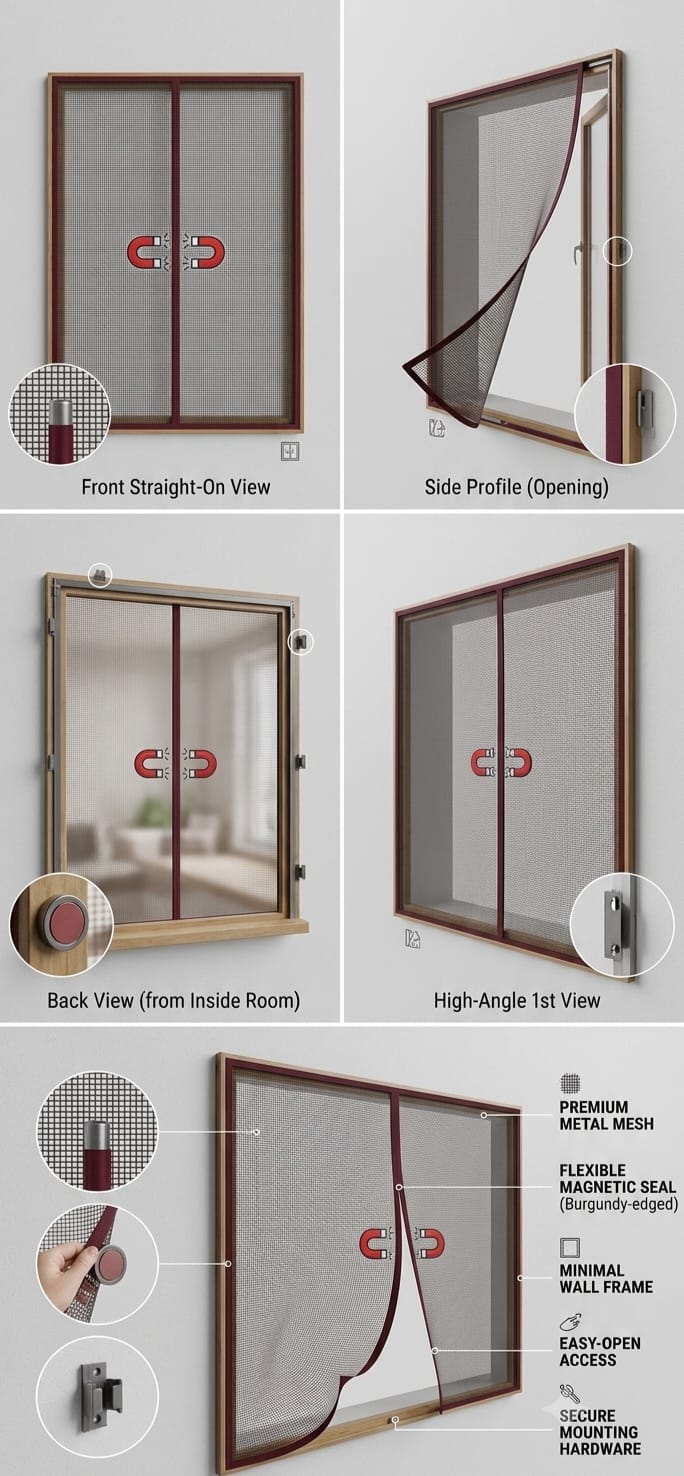 Front Straight-On View
Side Profile (Opening)
Back View (from Inside Room)
High-Angle 1st View
PREMIUM
METAL MESH
FLEXIBLE
MAGNETIC SEAL
(Burgundy-edged)
MINIMAL
WALL FRAME
EASY-OPEN
ACCESS
SECURE
MOUNTING
HARDWARE